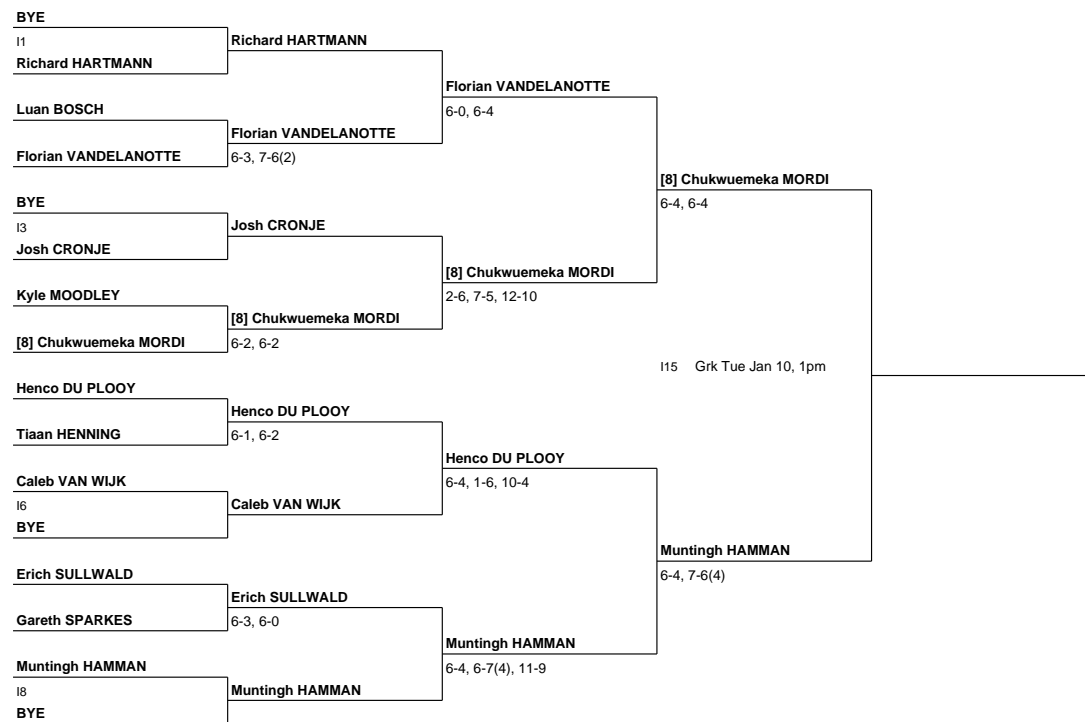 BYE
I1
Richard HARTMANN
Richard HARTMANN
Florian VANDELANOTTE
6-0, 6-4
Luan BOSCH
Florian VANDELANOTTE
Florian VANDELANOTTE
6-3, 7-6(2)
[8] Chukwuemeka MORDI
6-4, 6-4
BYE
I3
Josh CRONJE
Josh CRONJE
[8] Chukwuemeka MORDI
2-6, 7-5, 12-10
Kyle MOODLEY
[8] Chukwuemeka MORDI
[8] Chukwuemeka MORDI
6-2, 6-2
I15 Grk Tue Jan 10, 1pm
Henco DU PLOOY
Henco DU PLOOY
Tiaan HENNING
6-1, 6-2
Henco DU PLOOY
6-4, 1-6, 10-4
Caleb VAN WIJK
I6
Caleb VAN WIJK
BYE
Muntingh HAMMAN
6-4, 7-6(4)
Erich SULLWALD
Erich SULLWALD
Gareth SPARKES
6-3, 6-0
Muntingh HAMMAN
6-4, 6-7(4), 11-9
Muntingh HAMMAN
I8
Muntingh HAMMAN
BYE